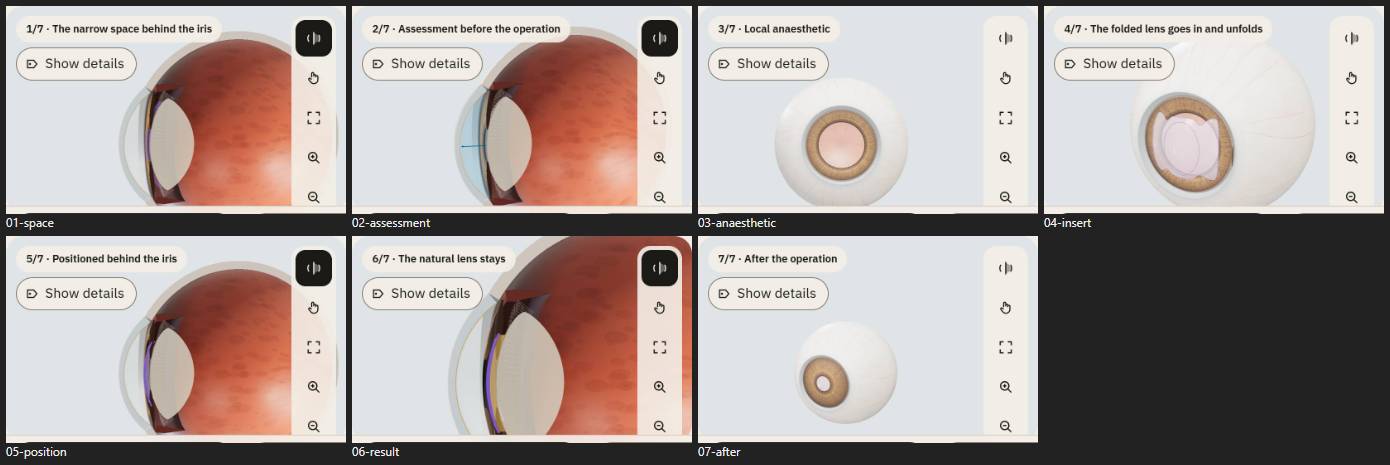 1/7 · The narrow space behind the iris
Show details
01-space
2/7 · Assessment before the operation
Show details
02-assessment
3/7 · Local anaesthetic
Show details
03-anaesthetic
4/7 · The folded lens goes in and unfolds
Show details
04-insert
5/7 · Positioned behind the iris
Show details
05-position
6/7 · The natural lens stays
Show details
06-result
7/7 · After the operation
Show details
07-after